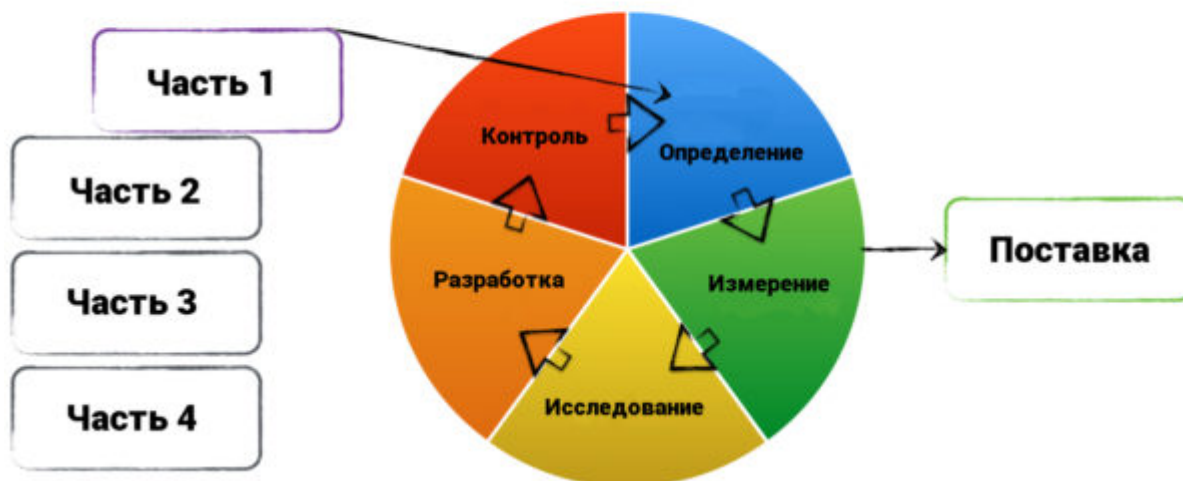 Часть 1
Часть 2
Часть 3
Часть 4
Контроль
Определение
Разработка
Измерение
Исследование
Поставка